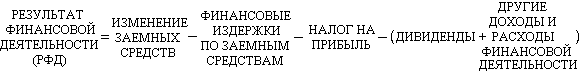 РЕЗУЛЬТАТ
ФИНАНСОВОЙ
ДЕЯТЕЛЬНОСТИ
(РФД)
=
ИЗМЕНЕНИЕ
ЗАЕМНЫХ
СРЕДСТВ
−
ФИНАНСОВЫЕ
ИЗДЕРЖКИ
ПО ЗАЕМНЫМ
СРЕДСТВАМ
−
НАЛОГ НА
ПРИБЫЛЬ
−
(ДИВИДЕНДЫ +
ДРУГИЕ
ДОХОДЫ И
РАСХОДЫ
ФИНАНСОВОЙ
ДЕЯТЕЛЬНОСТИ
)